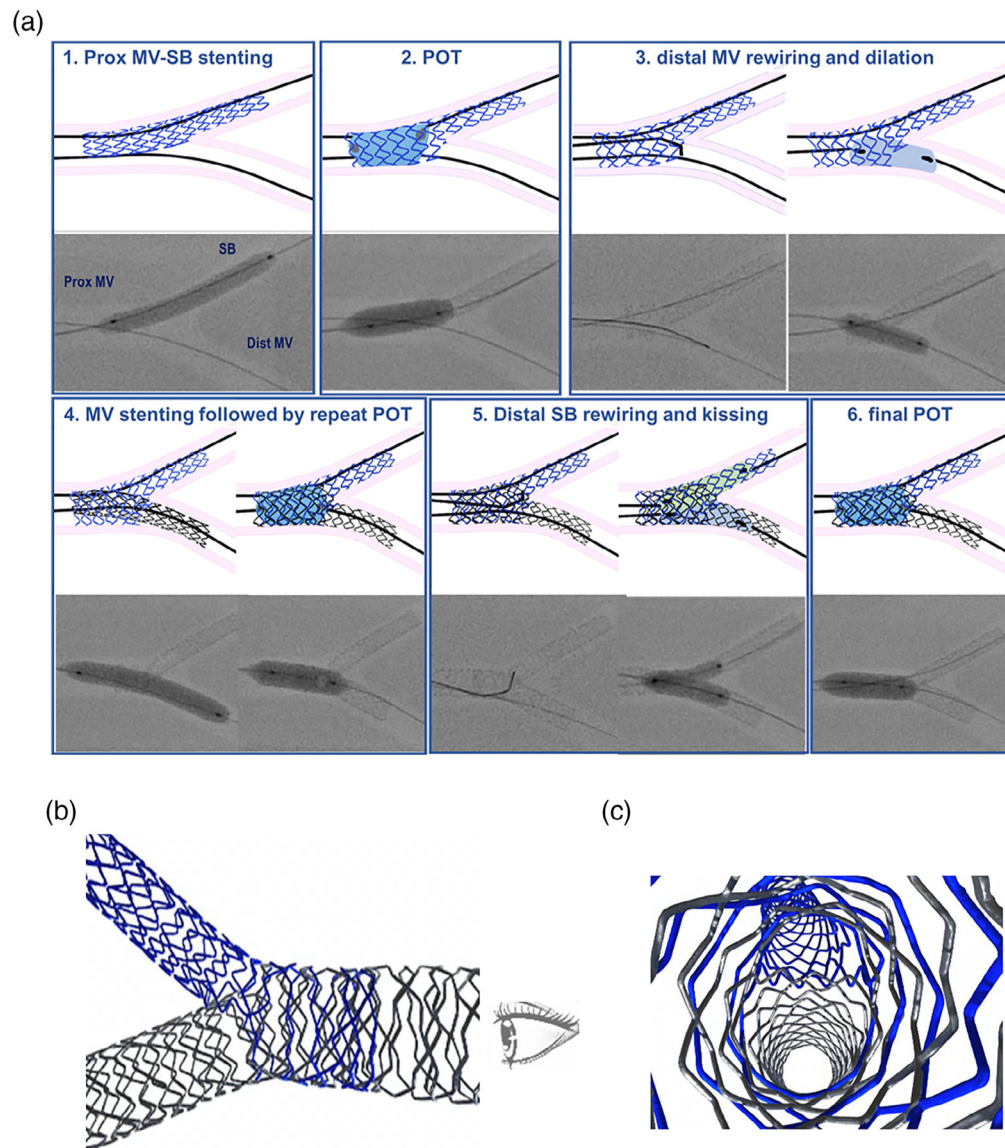 (a)
1. Prox MV-SB stenting
2. POT
3. distal MV rewiring and dilation
SB
Prox MV
Dist MV
4. MV stenting followed by repeat POT
5. Distal SB rewiring and kissing
6. final POT
(b)
(c)